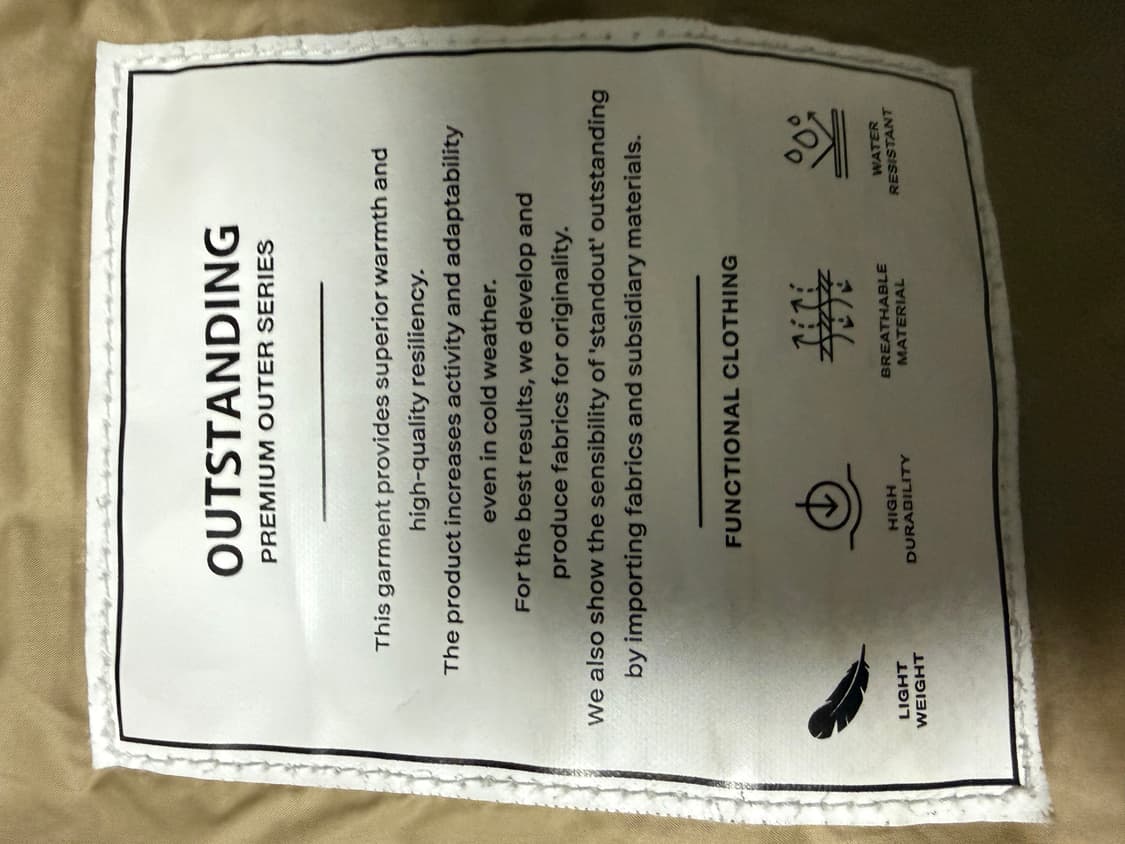 OUTSTANDING
PREMIUM OUTER SERIES
This garment provides superior warmth and
high-quality resiliency.
The product increases activity and adaptability
even in cold weather.
For the best results, we develop and
produce fabrics for originality.
We also show the sensibility of 'standout' outstanding
by importing fabrics and subsidiary materials.
FUNCTIONAL CLOTHING
LIGHT
WEIGHT
HIGH
DURABILITY
BREATHABLE
MATERIAL
WATER
RESISTANT